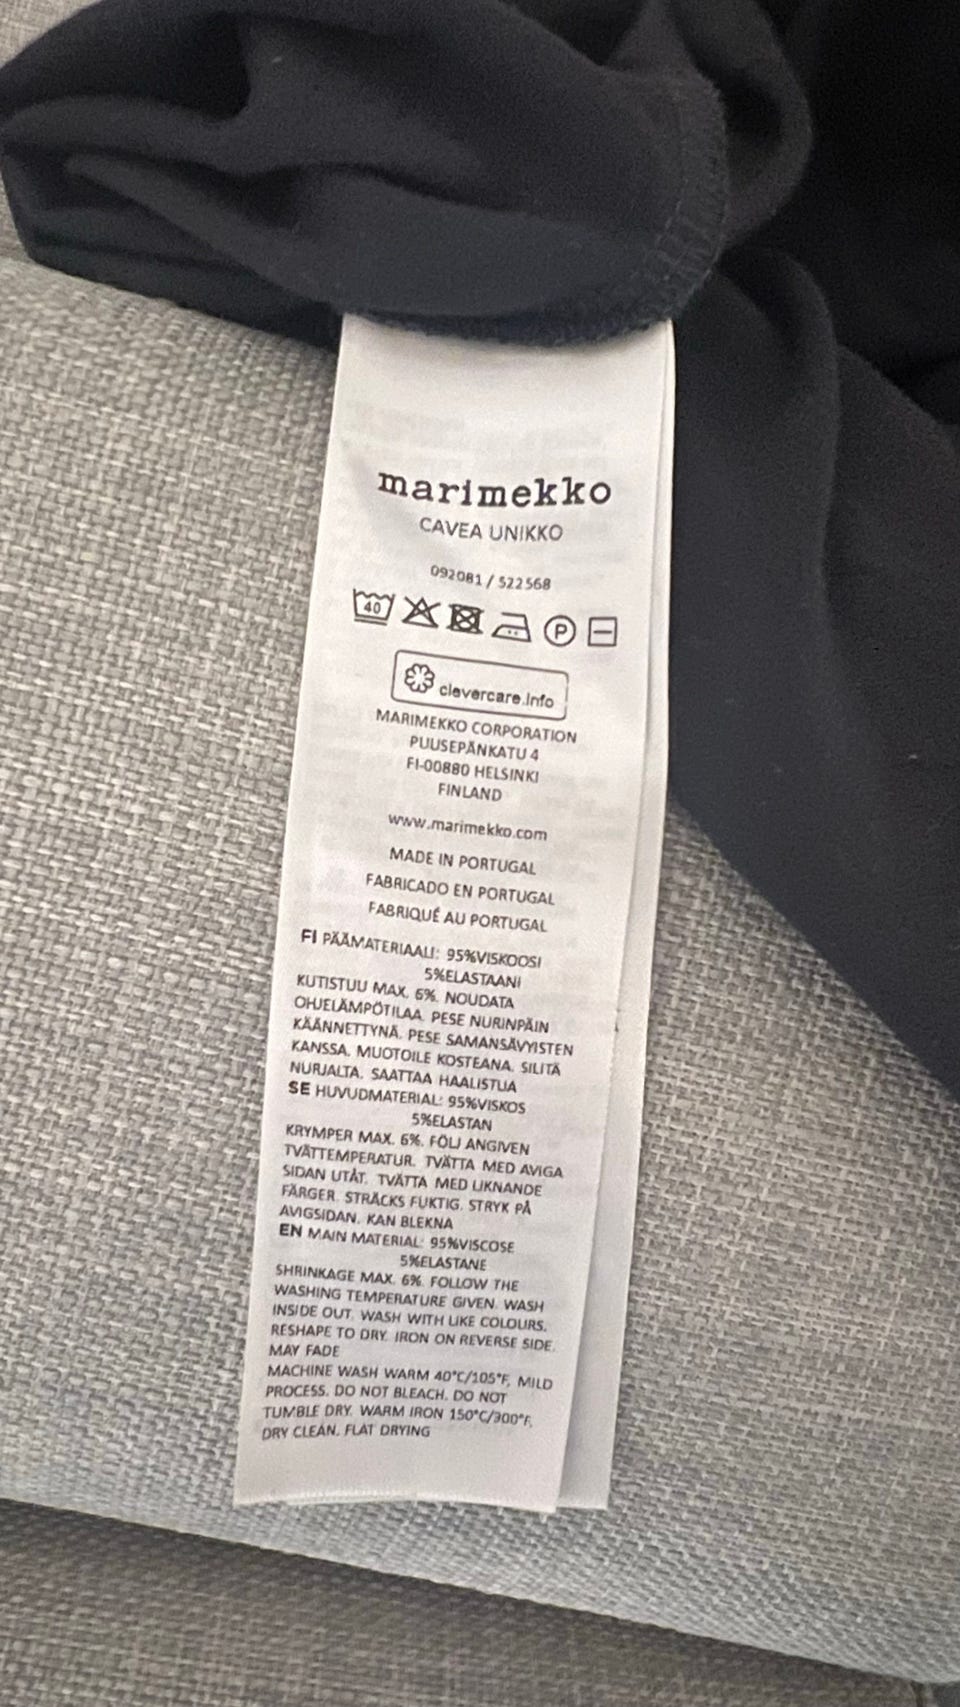 marimekko
CAVEA UNIKKO
092081 / 522568
40 P
clevercare.info
MARIMEKKO CORPORATION
PUUSEPÄNKATU 4
FI-00880 HELSINKI
FINLAND
www.marimekko.com
MADE IN PORTUGAL
FABRICADO EN PORTUGAL
FABRIQUÉ AU PORTUGAL
FI PÄÄMATERIAALI: 95%VISKOOSI
5%ELASTAANI
KUTISTUU MAX. 6%. NOUDATA
OHJELÄMPÖTILAA. PESE NURINPÄIN
KÄÄNNETTYNÄ. PESE SAMANSÄVYISTEN
KANSSA. MUOTOILE KOSTEANA. SILITÄ
NURJALTA. SAATTAA HAALISTUA
SE HUVUDMATERIAL: 95%VISKOS
5%ELASTAN
KRYMPER MAX. 6%. FÖLJ ANGIVEN
TVÄTTEMPERATUR. TVÄTTA MED AVIGA
SIDAN UTÅT. TVÄTTA MED LIKNANDE
FÄRGER. STRÄCKS FUKTIG. STRYK PÅ
AVIGSIDAN. KAN BLEKNA
EN MAIN MATERIAL: 95%VISCOSE
5%ELASTANE
SHRINKAGE MAX. 6%. FOLLOW THE
WASHING TEMPERATURE GIVEN. WASH
INSIDE OUT. WASH WITH LIKE COLOURS.
RESHAPE TO DRY. IRON ON REVERSE SIDE.
MAY FADE
MACHINE WASH WARM 40°C/105°F, MILD
PROCESS. DO NOT BLEACH. DO NOT
TUMBLE DRY. WARM IRON 150°C/300°F,
DRY CLEAN. FLAT DRYING